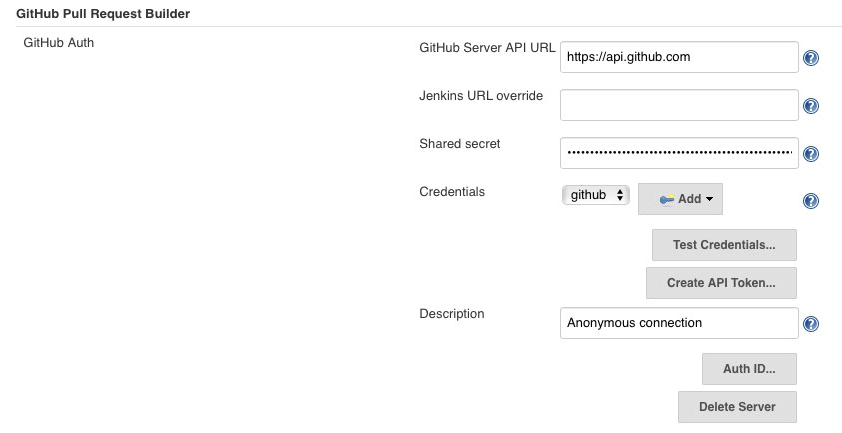 GitHub Pull Request Builder
GitHub Auth
GitHub Server API URL https://api.github.com
Jenkins URL override
Shared secret
Credentials github Add
Test Credentials...
Create API Token...
Description Anonymous connection
Auth ID...
Delete Server